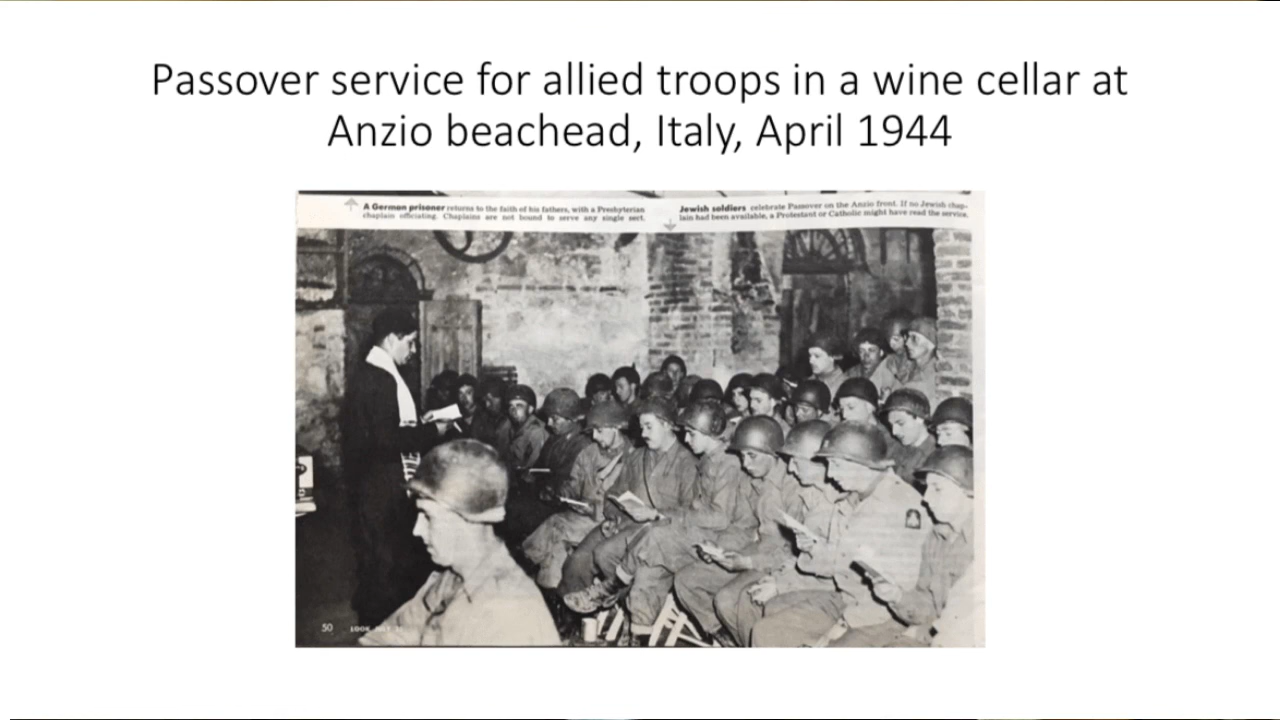 Passover service for allied troops in a wine cellar at
Anzio beachead, Italy, April 1944
A German prisoner returns to the faith of his fathers, with a Presbyterian
chaplain officiating. Chaplains are not bound to serve any single sect.
Jewish soldiers celebrate Passover on the Anzio front. If no Jewish chap-
lain had been available, a Protestant or Catholic might have read the service.
50 LOOK